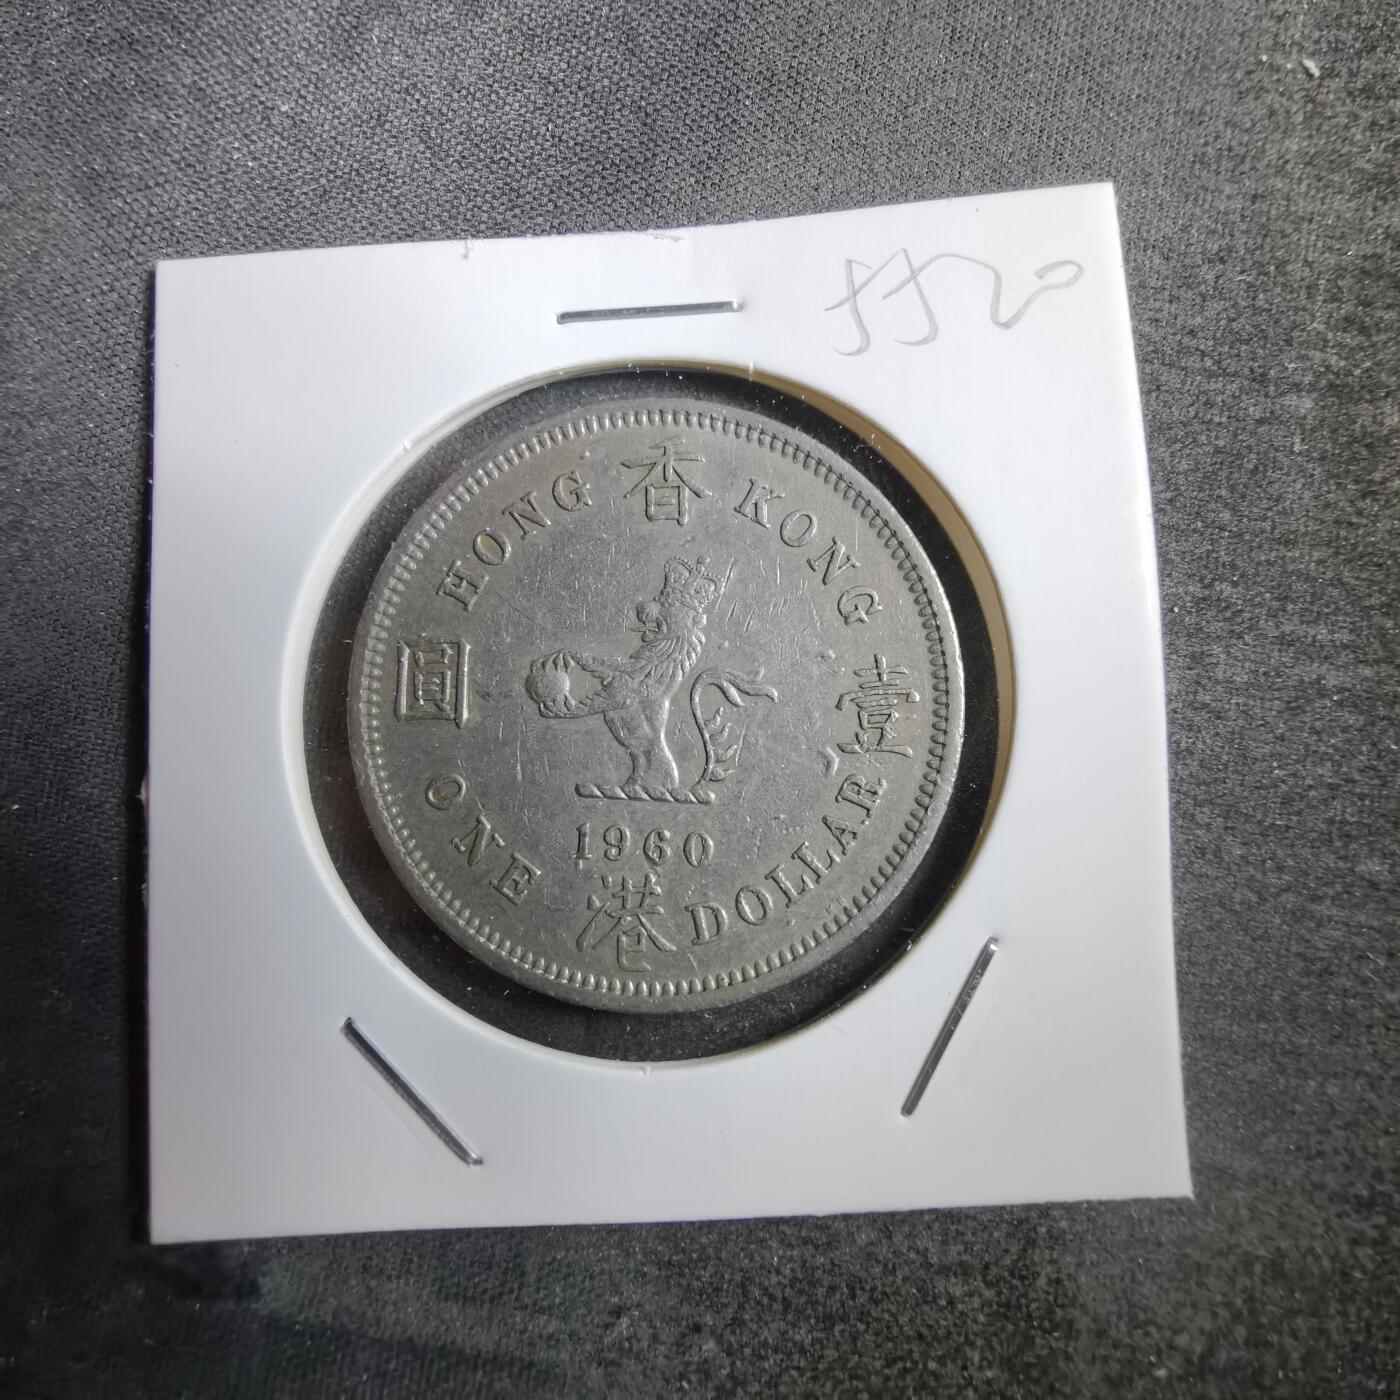 HONG 香 KONG
圓
壹
ONE
1960
港
DOLLAR